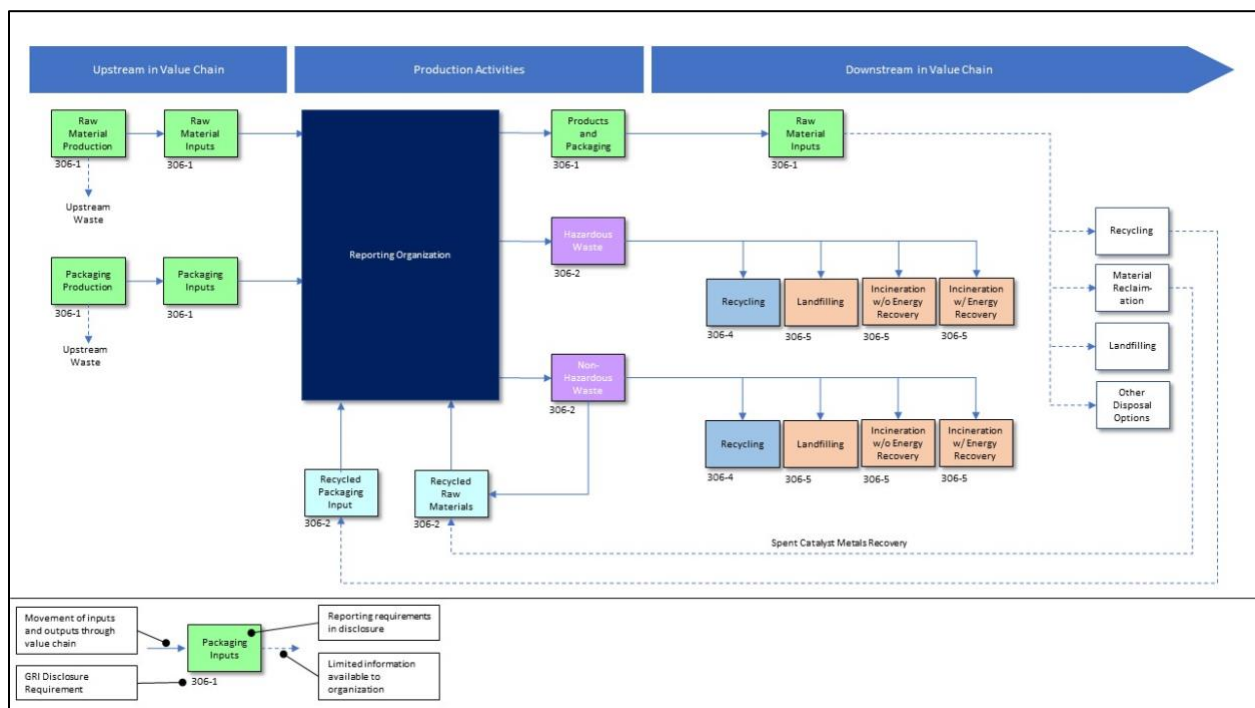 Upstream in Value Chain
Production Activities
Downstream in Value Chain
Raw
Material
Production
306-1
Raw
Material
Inputs
306-1
Upstream
Waste
Products
and
Packaging
306-1
Raw
Material
Inputs
306-1
Reporting Organization
Hazardous
Waste
306-2
Recycling
Packaging
Production
306-1
Packaging
Inputs
306-1
Upstream
Waste
Recycling
306-4
Landfilling
306-5
Incineration
w/o Energy
Recovery
306-5
Incineration
w/ Energy
Recovery
306-5
Material
Reclaim-
ation
Landfilling
Other
Disposal
Options
Non-
Hazardous
Waste
306-2
Recycling
306-4
Landfilling
306-5
Incineration
w/o Energy
Recovery
306-5
Incineration
w/ Energy
Recovery
306-5
Recycled
Packaging
Input
306-2
Recycled
Raw
Materials
306-2
Spent Catalyst Metals Recovery
Movement of inputs
and outputs through
value chain
GRI Disclosure
Requirement
Packaging
Inputs
306-1
Reporting requirements
in disclosure
Limited information
available to
organization